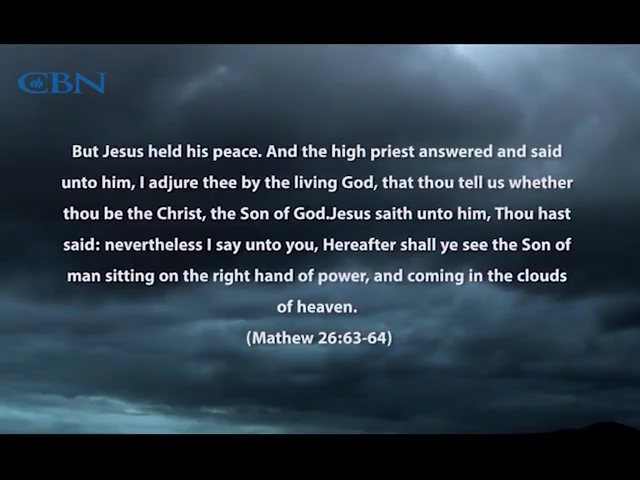 CBN
But Jesus held his peace. And the high priest answered and said
unto him, I adjure thee by the living God, that thou tell us whether
thou be the Christ, the Son of God.Jesus saith unto him, Thou hast
said: nevertheless I say unto you, Hereafter shall ye see the Son of
man sitting on the right hand of power, and coming in the clouds
of heaven.
(Mathew 26:63-64)